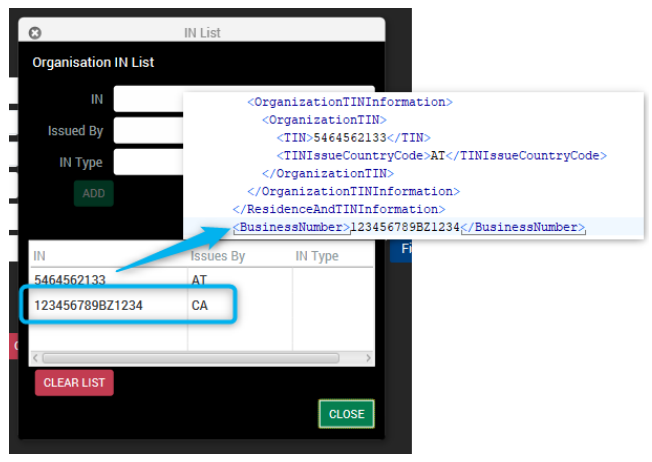 IN List
Organisation IN List
IN
Issued By
IN Type
ADD
<OrganizationTINInformation>
<OrganizationTIN>
<TIN>5464562133</TIN>
<TINIssueCountryCode>AT</TINIssueCountryCode>
</OrganizationTIN>
</OrganizationTINInformation>
</ResidenceAndTINInformation>
<BusinessNumber>123456789BZ1234</BusinessNumber>
IN Issues By IN Type
5464562133 AT
123456789BZ1234 CA
CLEAR LIST
CLOSE